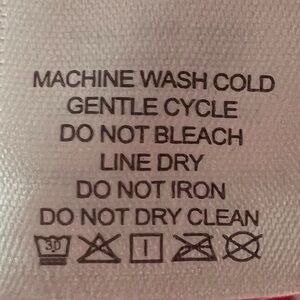 MACHINE WASH COLD
GENTLE CYCLE
DO NOT BLEACH
LINE DRY
DO NOT IRON
DO NOT DRY CLEAN
30